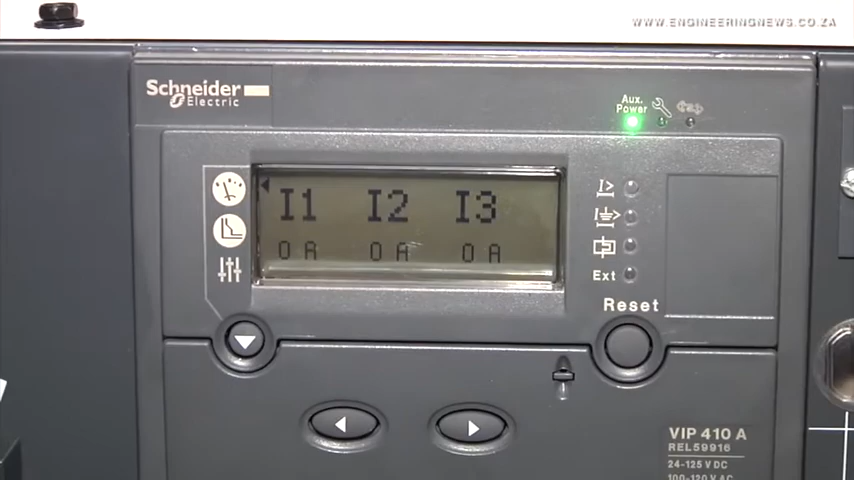 WWW.ENGINEERINGNEWS.CO.ZA
Schneider
Electric
Aux.
Power
I1 I2 I3
0 A 0 A 0 A
I>
I>
Ext
Reset
VIP 410 A
REL59916
24-125 V DC
100-120 V AC